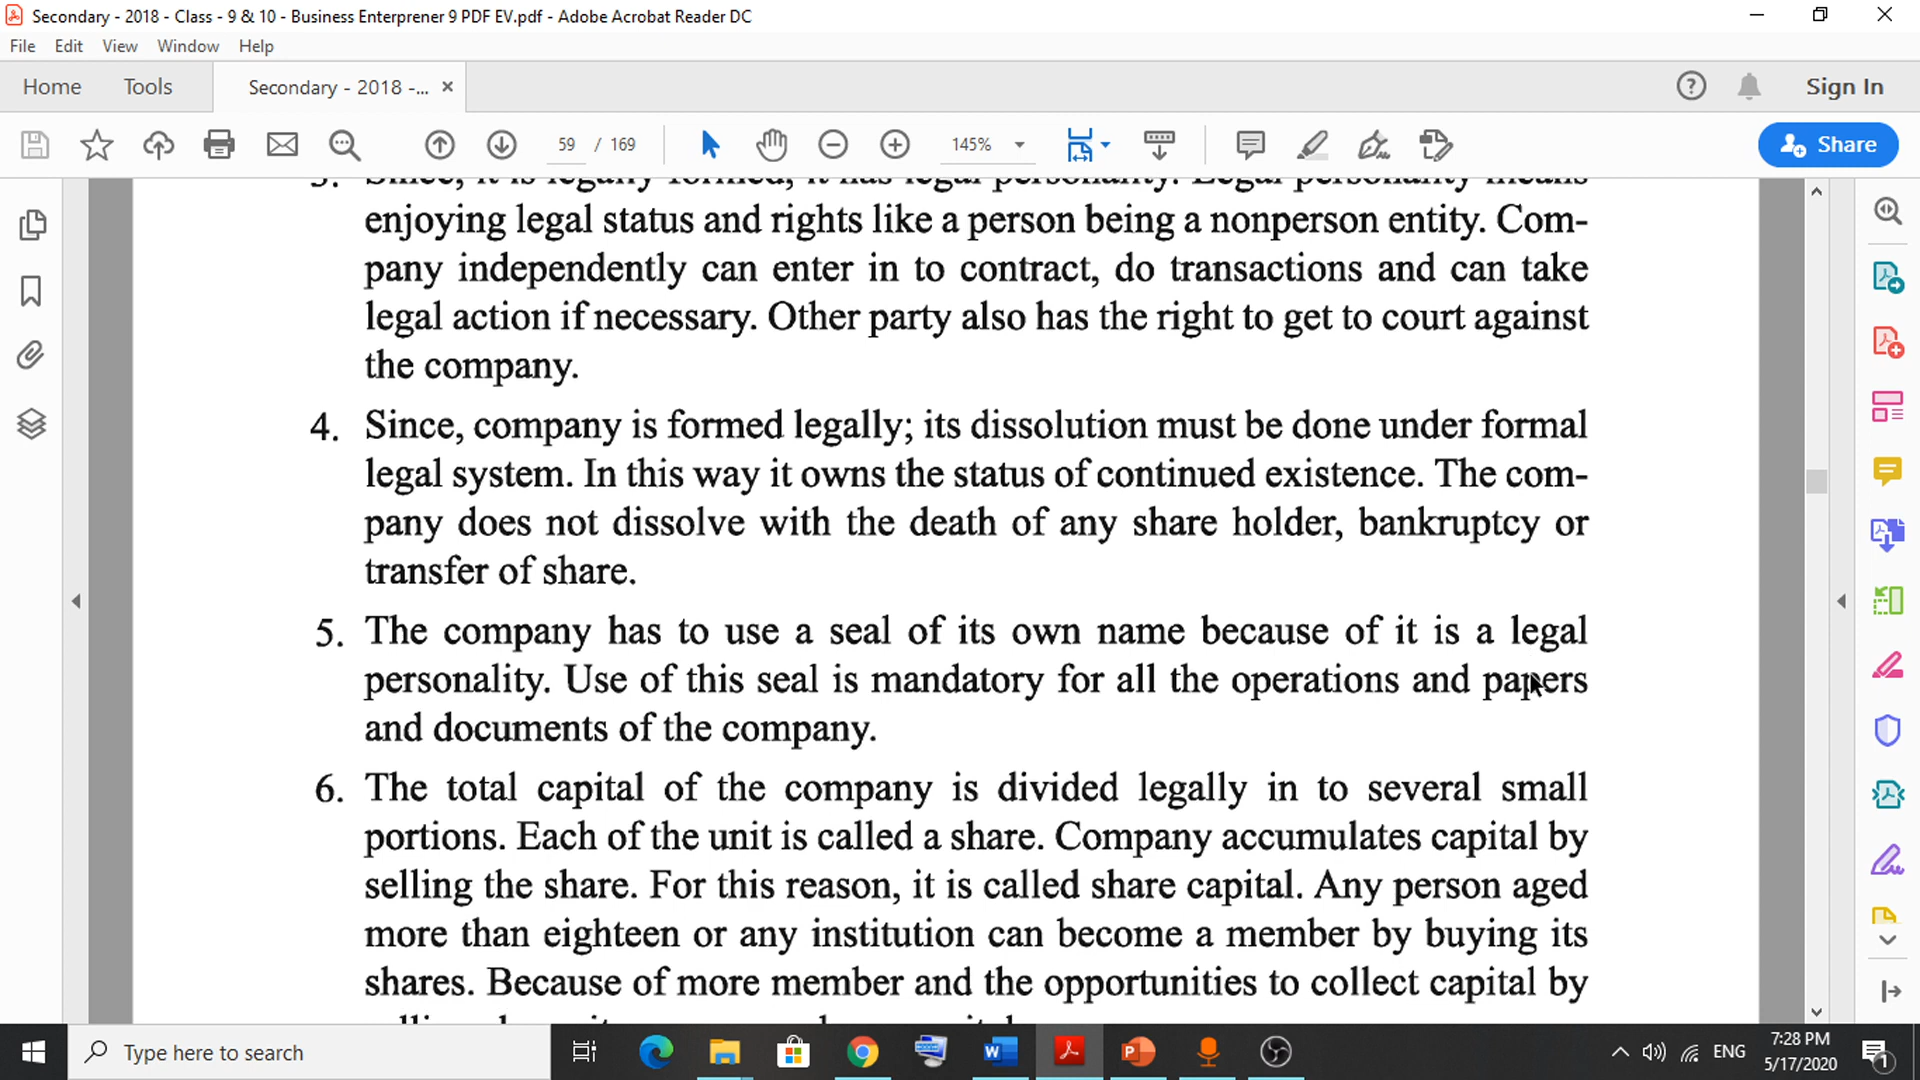 Secondary - 2018 - Class - 9 & 10 - Business Enterprener 9 PDF EV.pdf - Adobe Acrobat Reader DC
File Edit View Window Help
Home Tools Secondary - 2018 -... × Sign In
59 / 169 145% Share
3. Since, it is legally formed, it has legal personality. Legal personality means
enjoying legal status and rights like a person being a nonperson entity. Com-
pany independently can enter in to contract, do transactions and can take
legal action if necessary. Other party also has the right to get to court against
the company.
4. Since, company is formed legally; its dissolution must be done under formal
legal system. In this way it owns the status of continued existence. The com-
pany does not dissolve with the death of any share holder, bankruptcy or
transfer of share.
5. The company has to use a seal of its own name because of it is a legal
personality. Use of this seal is mandatory for all the operations and papers
and documents of the company.
6. The total capital of the company is divided legally in to several small
portions. Each of the unit is called a share. Company accumulates capital by
selling the share. For this reason, it is called share capital. Any person aged
more than eighteen or any institution can become a member by buying its
shares. Because of more member and the opportunities to collect capital by
Type here to search
ENG
7:28 PM
5/17/2020
1